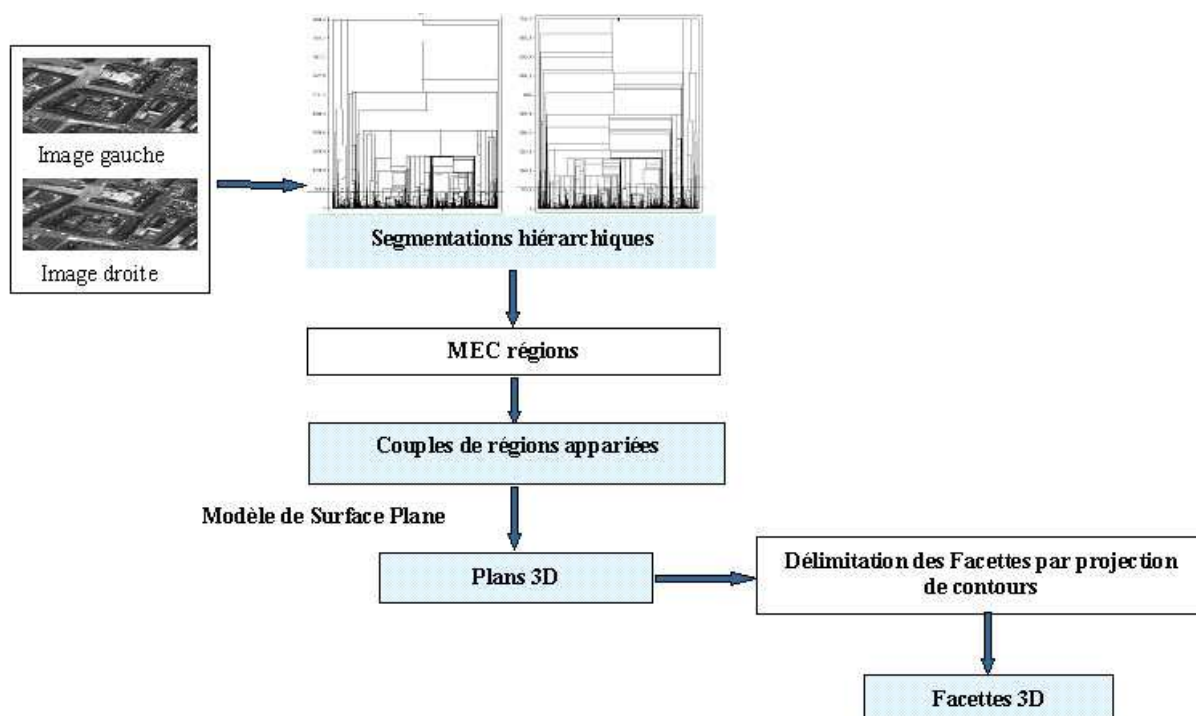 Image gauche
Image droite
Segmentations hiérarchiques
MEC régions
Couples de régions appariées
Modèle de Surface Plane
Plans 3D
Délimitation des Facettes par projection
de contours
Facettes 3D